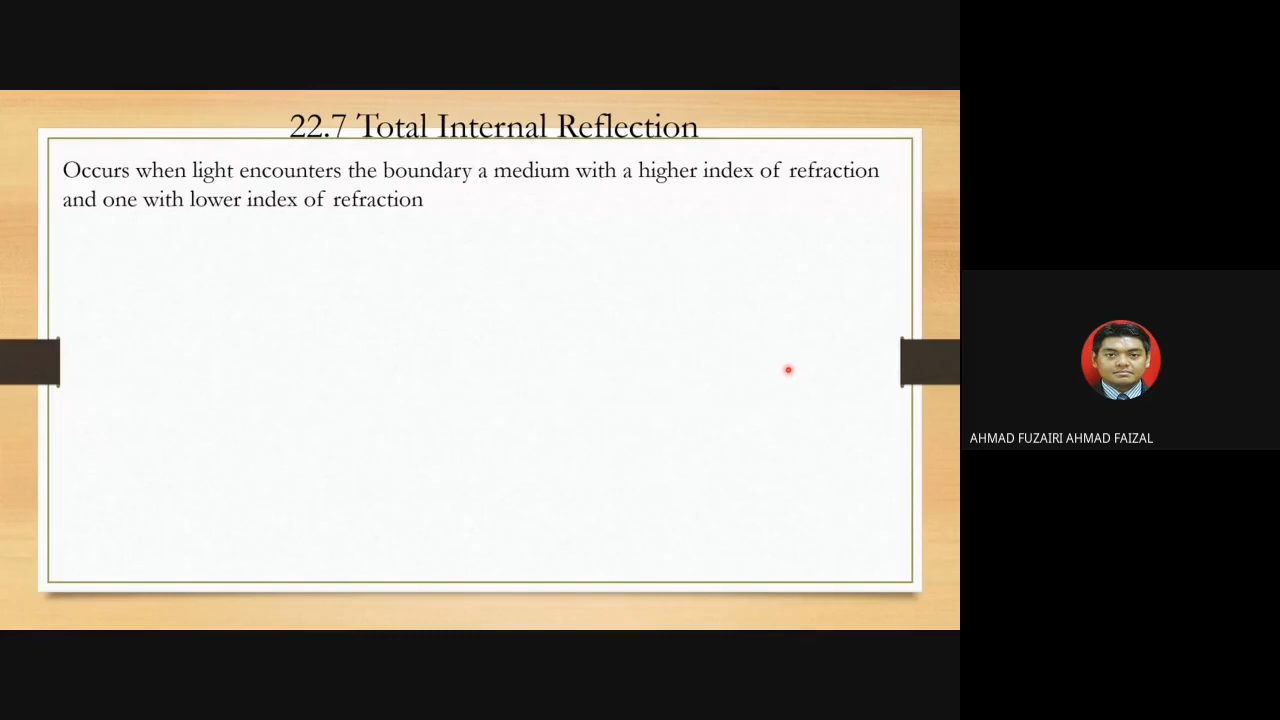 22.7 Total Internal Reflection
Occurs when light encounters the boundary a medium with a higher index of refraction
and one with lower index of refraction
AHMAD FUZAIRI AHMAD FAIZAL